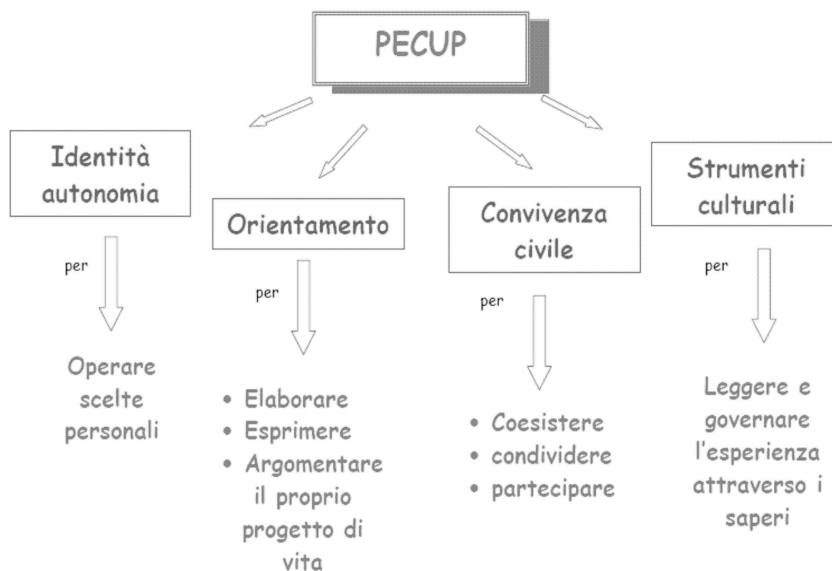 PECUP
Identità
autonomia
per
Operare
scelte
personali
Orientamento
per
• Elaborare
• Esprimere
• Argomentare
il proprio
progetto di
vita
Convivenza
civile
per
• Coesistere
• condividere
• partecipare
Strumenti
culturali
per
Leggere e
governare
l'esperienza
attraverso i
saperi